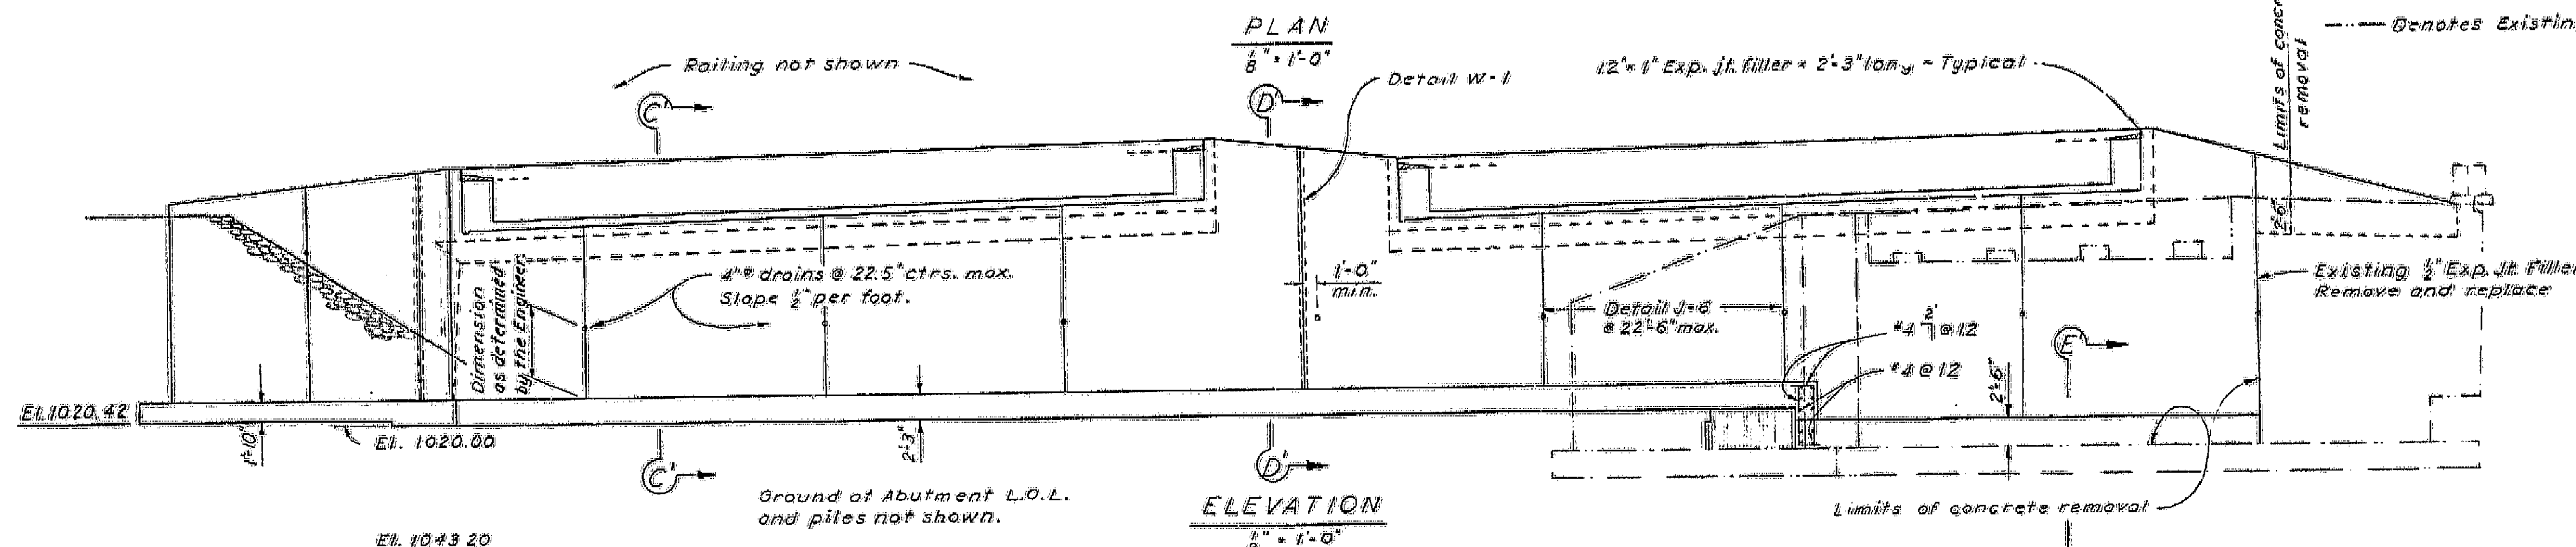 PLAN
1/8" = 1'-0"
Denotes Existin
Limits of conc
removal
Railing not shown
C'
D'
Detail W-1
12" x 1" Exp. jt. filler x 2'-3" long ~ Typical
4"ø drains @ 22.5" ctrs. max.
Slope 1/2" per foot.
Dimension
as determined
by the Engineer
1'-0"
min.
Detail J-6
@ 22'-6" max.
2'
#4 @ 12
#4 @ 12
E
2'-6"
2'-6"
Existing 1/2" Exp. Jt. Filler
Remove and replace
El. 1020.42
1'-10"
El. 1020.00
2'-3"
C'
D'
Ground at Abutment L.O.L.
and piles not shown.
ELEVATION
1/8" = 1'-0"
Limits of concrete removal
El. 1043 20